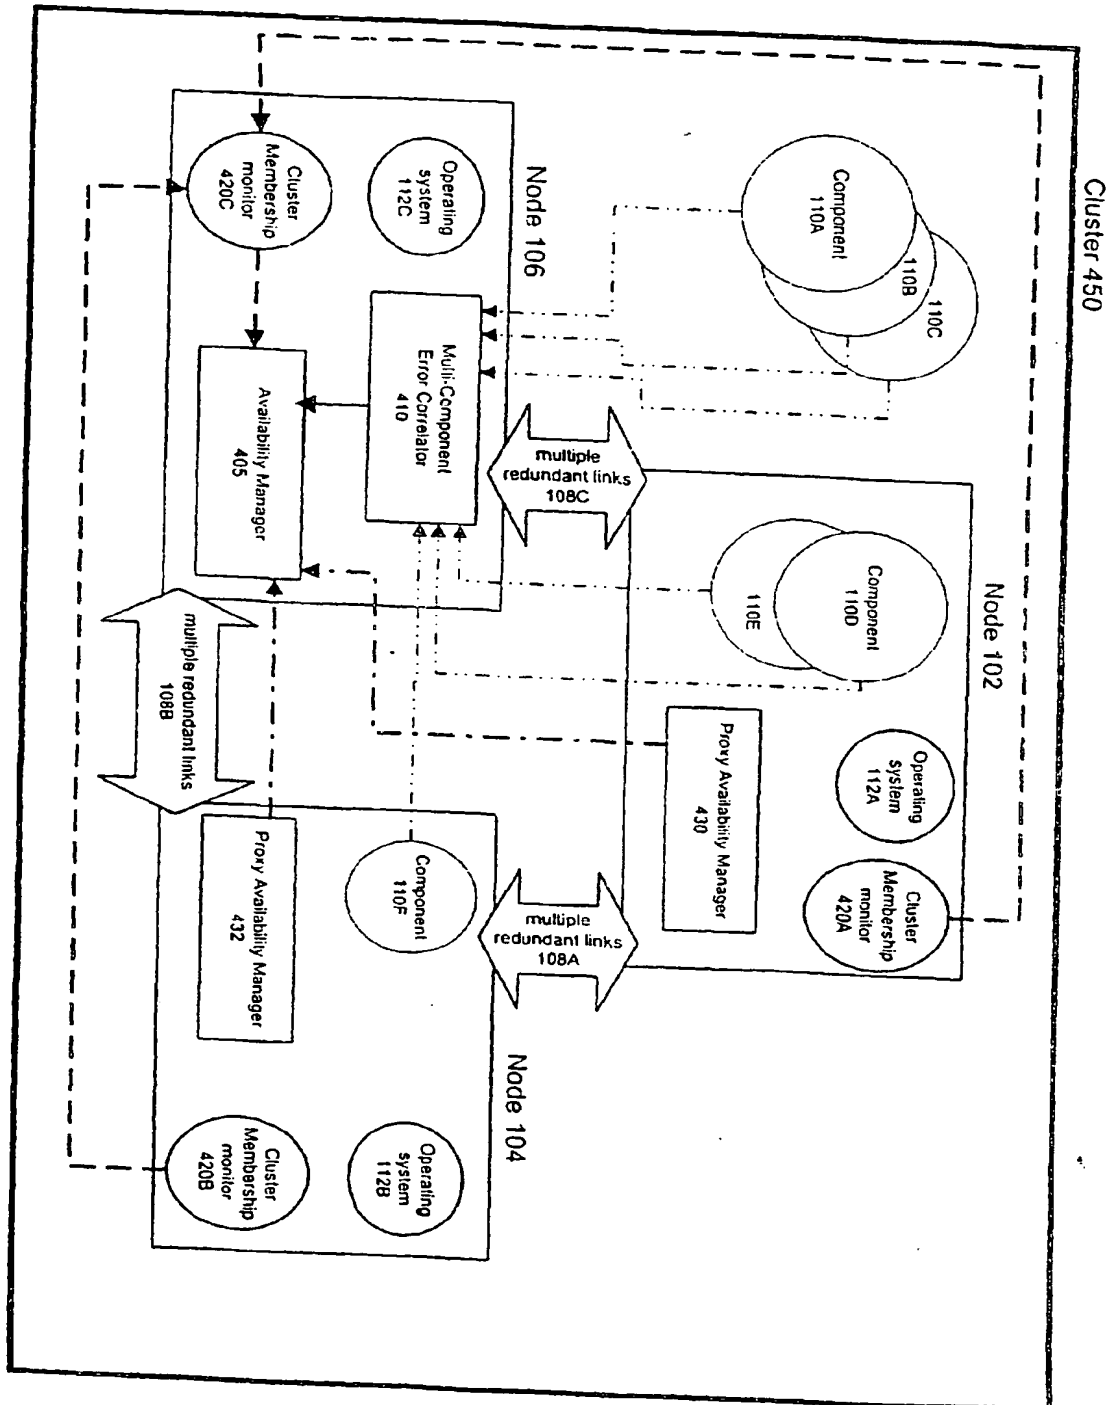 Cluster 450
Component
110A
110B
110C
Node 102
Component
110D
110E
Operating
system
112A
Proxy Availability Manager
430
Cluster
Membership
monitor
420A
Node 106
Operating
system
112C
Cluster
Membership
monitor
420C
Multi-Component
Error Correlator
410
Availability Manager
405
multiple
redundant links
108C
multiple redundant links
108B
multiple
redundant links
108A
Node 104
Component
110F
Proxy Availability Manager
432
Operating
system
112B
Cluster
Membership
monitor
420B